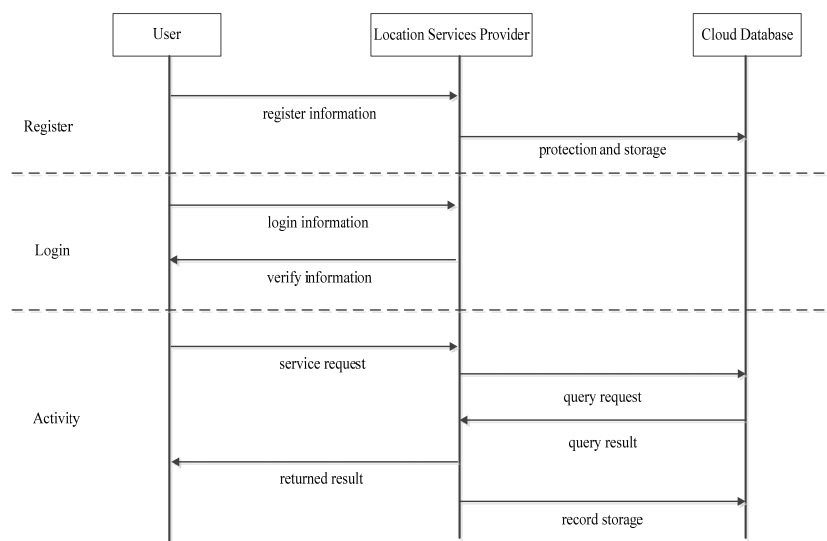 User
Location Services Provider
Cloud Database
register information
Register
protection and storage
login information
Login
verify information
service request
query request
Activity
query result
returned result
record storage